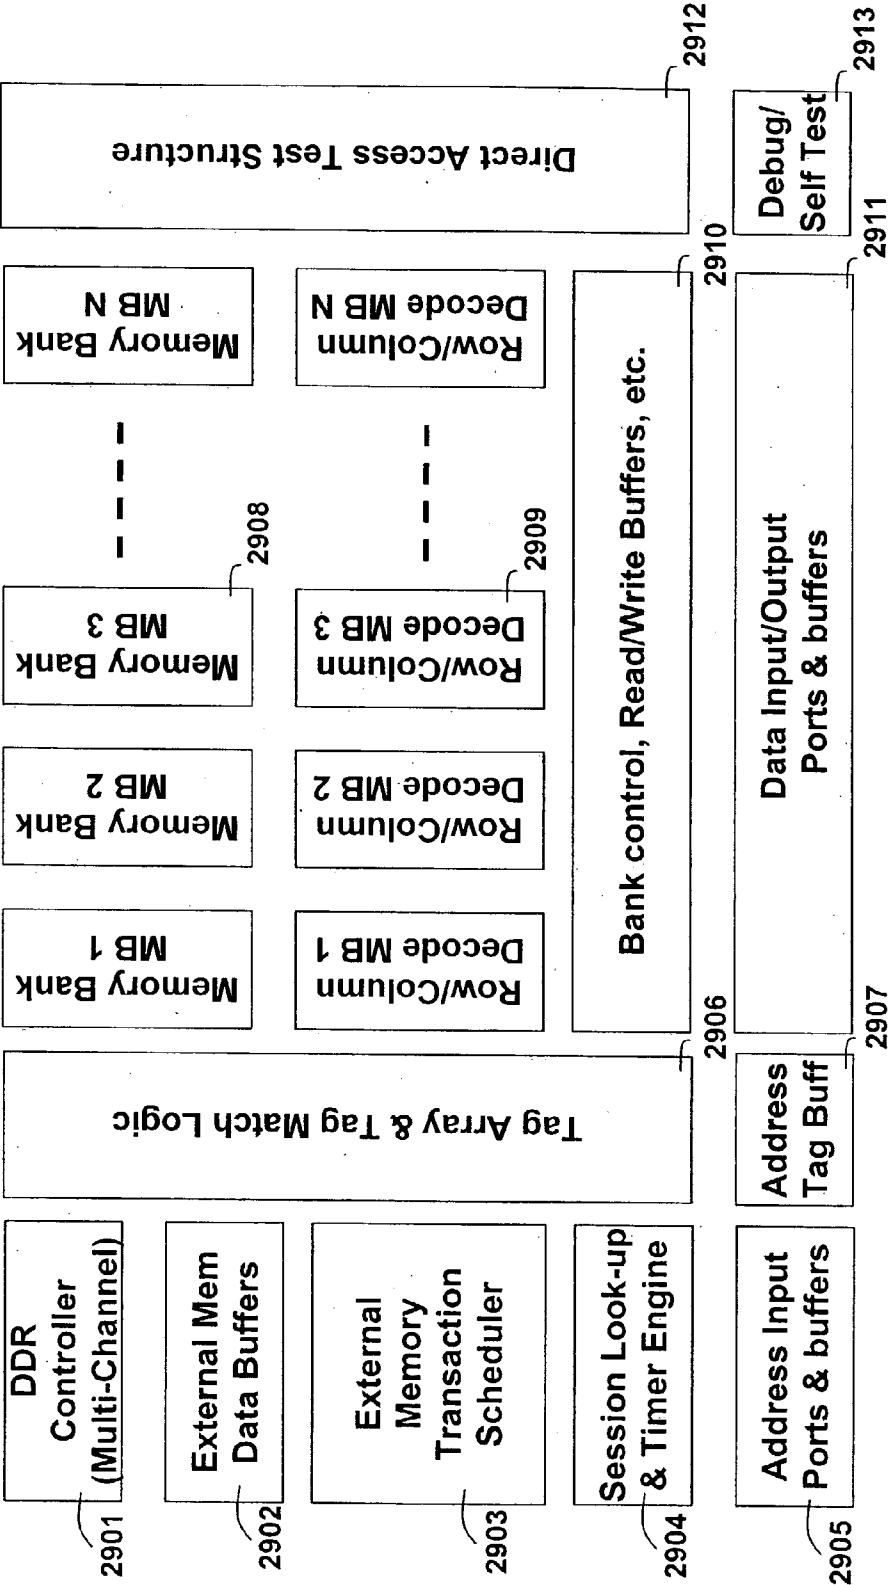 DDR
Controller
(Multi-Channel)
2901
External Mem
Data Buffers
2902
External
Memory
Transaction
Scheduler
2903
Session Look-up
& Timer Engine
2904
Address Input
Ports & buffers
2905
Tag Array & Tag Match Logic
2906
Address
Tag Buff
2907
Memory Bank
MB 1
Memory Bank
MB 2
Memory Bank
MB 3
2908
Memory Bank
MB N
Row/Column
Decode MB 1
Row/Column
Decode MB 2
Row/Column
Decode MB 3
2909
Row/Column
Decode MB N
Bank control, Read/Write Buffers, etc.
2910
Data Input/Output
Ports & buffers
2911
Direct Access Test Structure
2912
Debug/
Self Test
2913